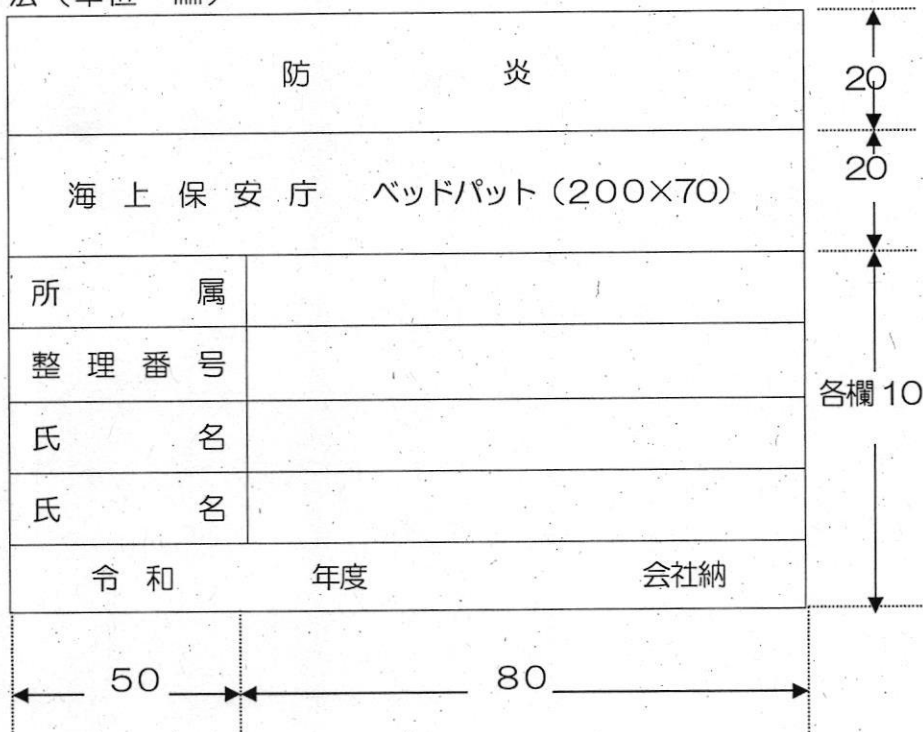 法（単位 ㎜）
防 炎
20
海上保安庁 ベッドパット（200×70）
20
所 属
整理番号
氏 名
氏 名
各欄10
令和 年度 会社納
50 80